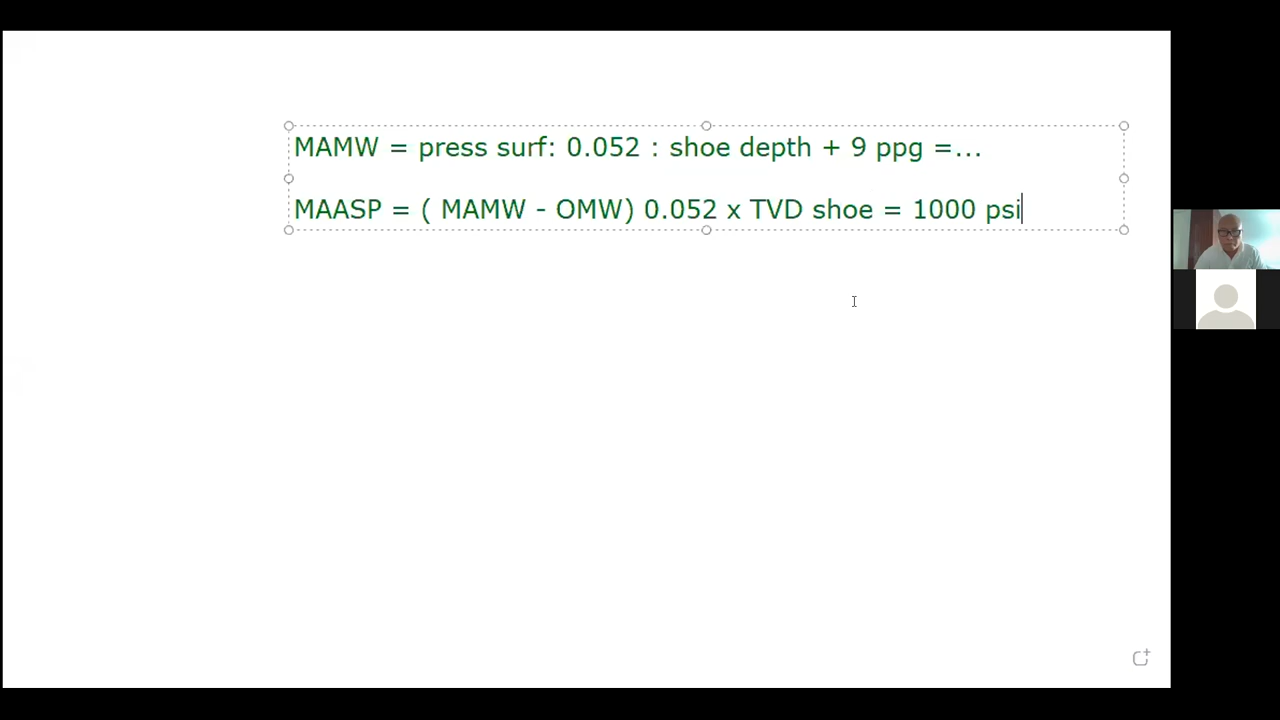 MAMW = press surf: 0.052 : shoe depth + 9 ppg =...
MAASP = ( MAMW - OMW) 0.052 x TVD shoe = 1000 psi